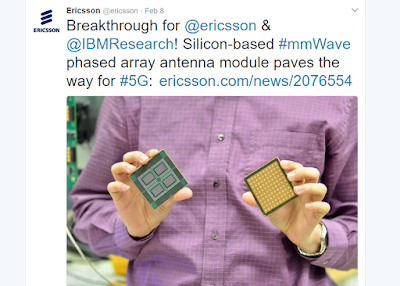 Ericsson @ericsson · Feb 8
ERICSSON
Breakthrough for @ericsson &
@IBMResearch! Silicon-based #mmWave
phased array antenna module paves the
way for #5G: ericsson.com/news/2076554